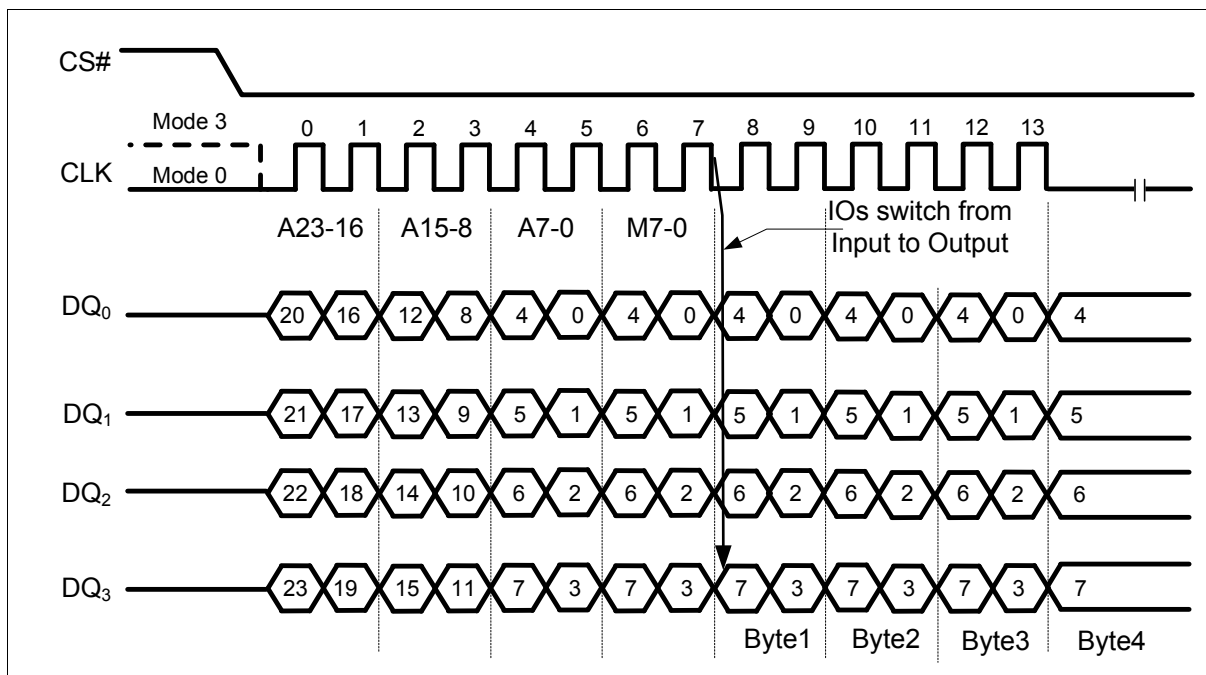 CS#
Mode 3
0 1 2 3 4 5 6 7 8 9 10 11 12 13
CLK
Mode 0
IOs switch from
Input to Output
A23-16 A15-8 A7-0 M7-0
DQ0 20 16 12 8 4 0 4 0 4 0 4 0 4 0 4
DQ1 21 17 13 9 5 1 5 1 5 1 5 1 5 1 5
DQ2 22 18 14 10 6 2 6 2 6 2 6 2 6 2 6
DQ3 23 19 15 11 7 3 7 3 7 3 7 3 7 3 7
Byte1 Byte2 Byte3 Byte4